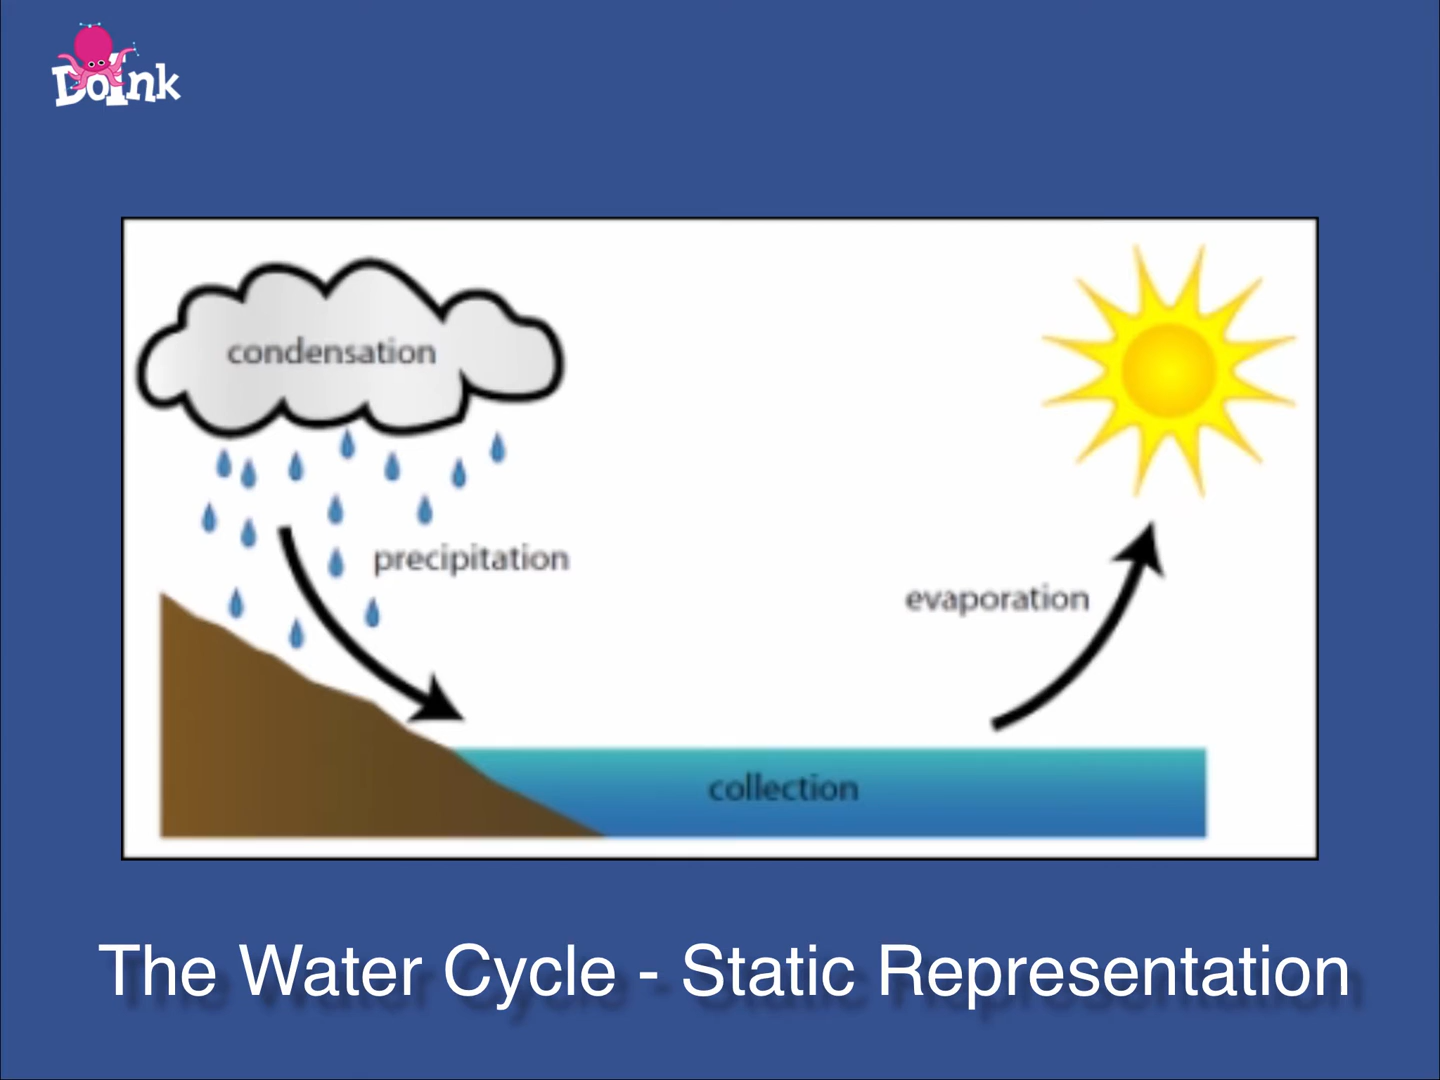 DoInk
condensation
precipitation
evaporation
collection
The Water Cycle - Static Representation